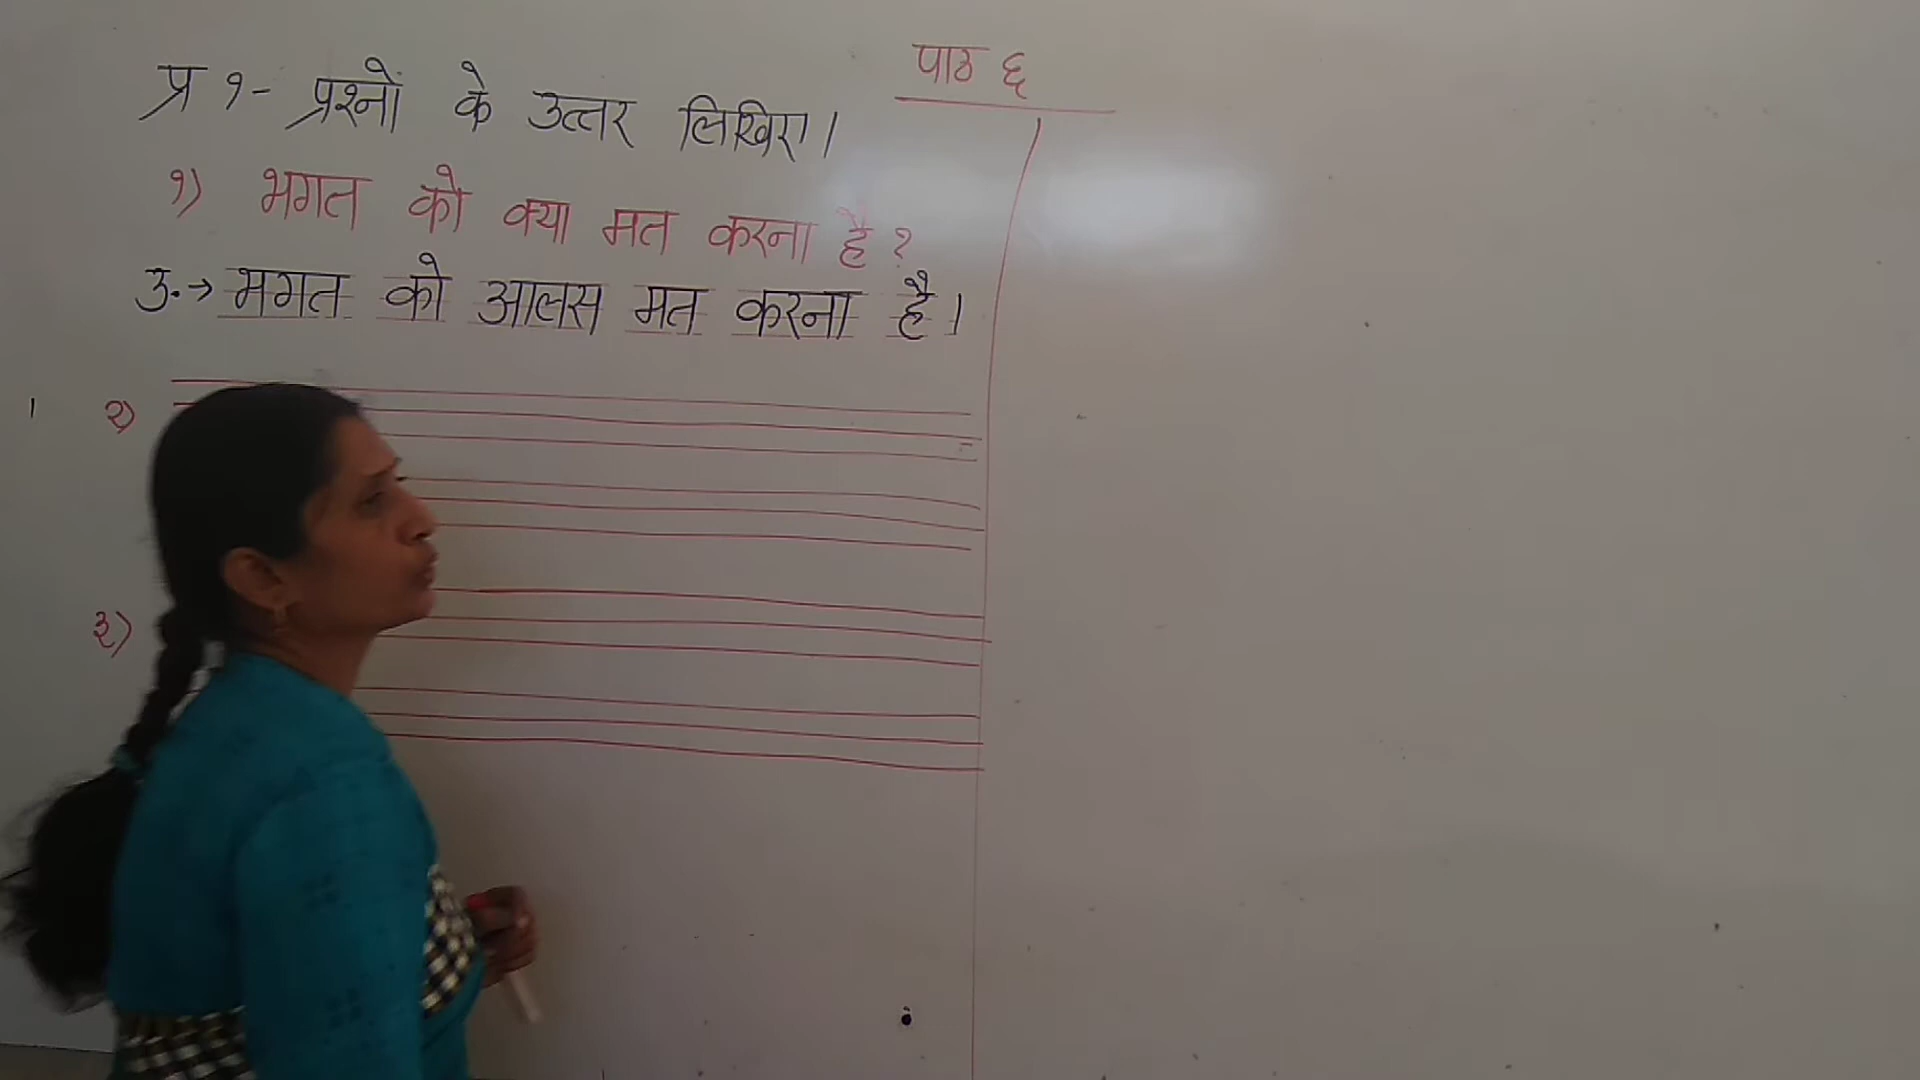 पाठ ६
प्र १- प्रश्नों के उत्तर लिखिए।
१) भगत को क्या मत करना है?
उ.→ भगत को आलस मत करना है।
२)
३)